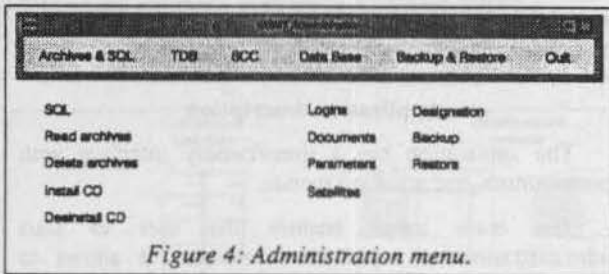 Archives & SQL TDB SCC Data Base Backup & Restore Quit
SQL Logins Designation
Read archives Documents Backup
Delete archives Parameters Restore
Install CD Satellites
Desinstall CD
Figure 4: Administration menu.